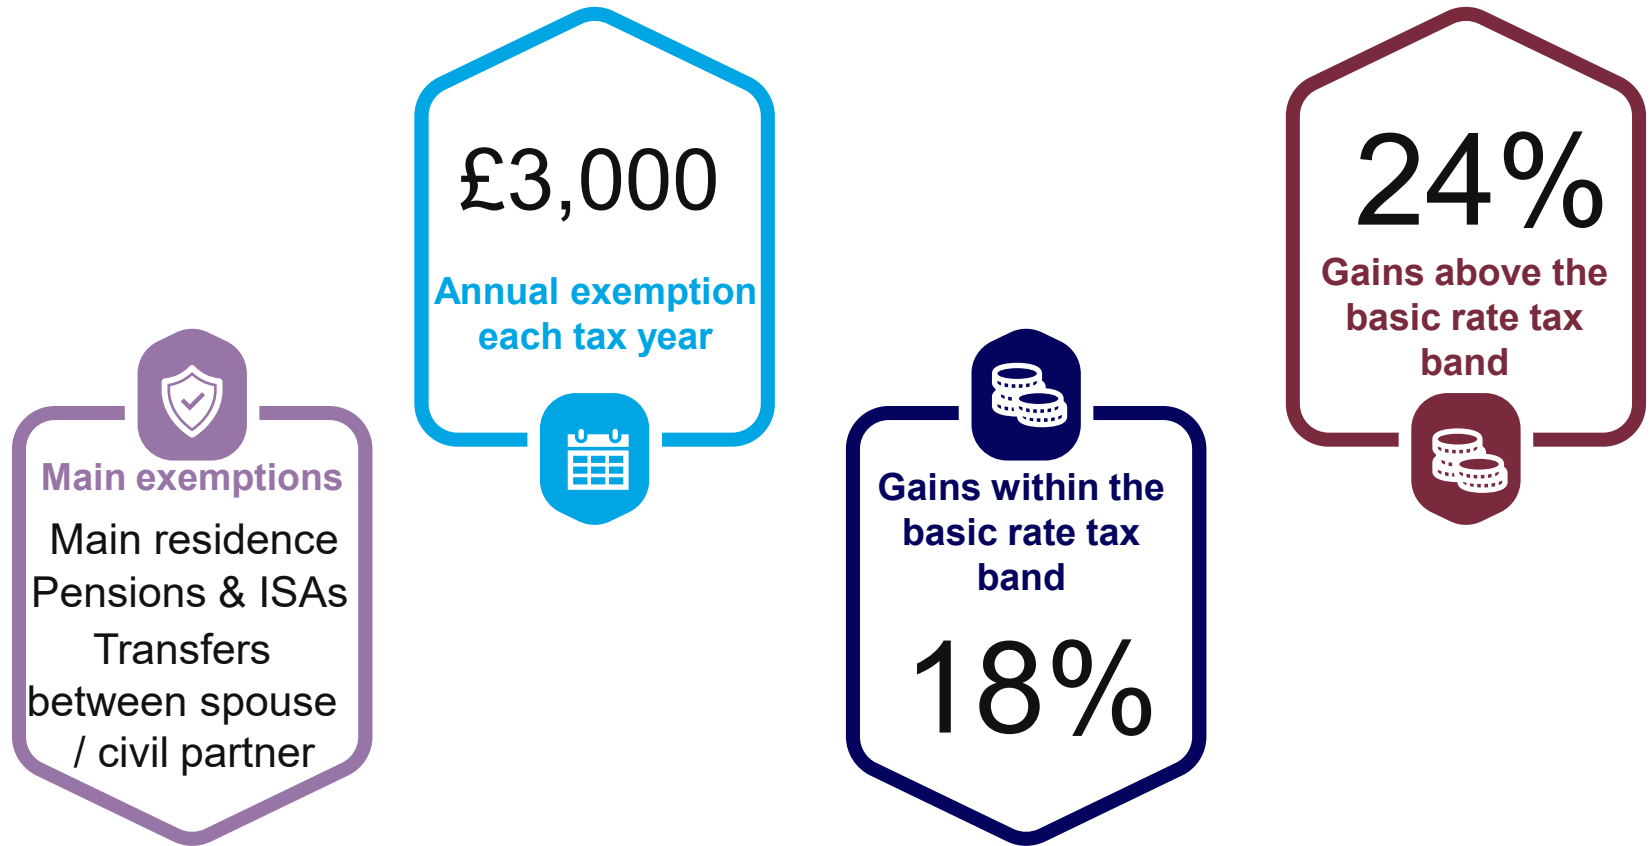 Main exemptions
Main residence
Pensions & ISAs
Transfers
between spouse
/ civil partner
£3,000
Annual exemption
each tax year
Gains within the
basic rate tax
band
18%
24%
Gains above the
basic rate tax
band